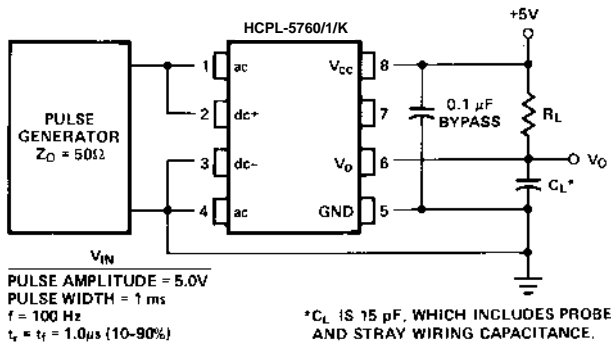 HCPL-5760/1/K
+5V
PULSE
GENERATOR
Z_O = 50Ω
1 ac
2 dc+
3 dc–
4 ac
V_CC 8
7
V_O 6
GND 5
0.1 μF
BYPASS
R_L
V_O
C_L*
V_IN
PULSE AMPLITUDE = 5.0V
PULSE WIDTH = 1 ms
f = 100 Hz
t_r = t_f = 1.0μs (10-90%)
*C_L IS 15 pF, WHICH INCLUDES PROBE
AND STRAY WIRING CAPACITANCE.